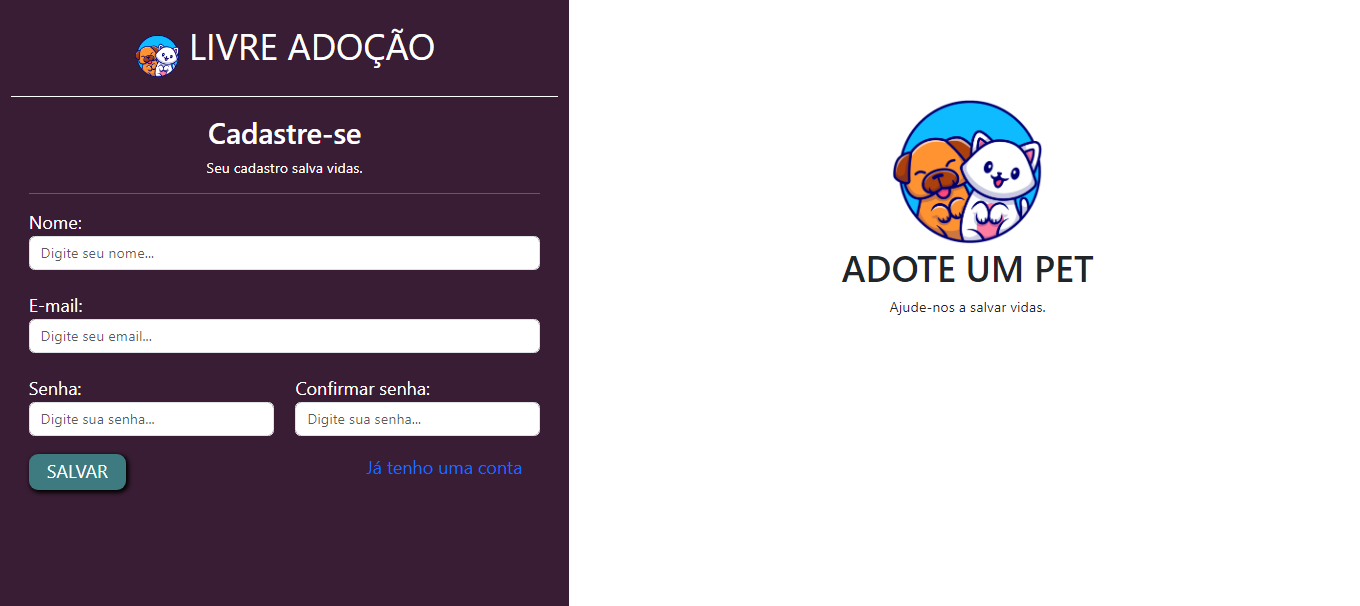 LIVRE ADOÇÃO
Cadastre-se
Seu cadastro salva vidas.
Nome:
Digite seu nome...
E-mail:
Digite seu email...
Senha:
Confirmar senha:
Digite sua senha...
Digite sua senha...
SALVAR
Já tenho uma conta
ADOTE UM PET
Ajude-nos a salvar vidas.